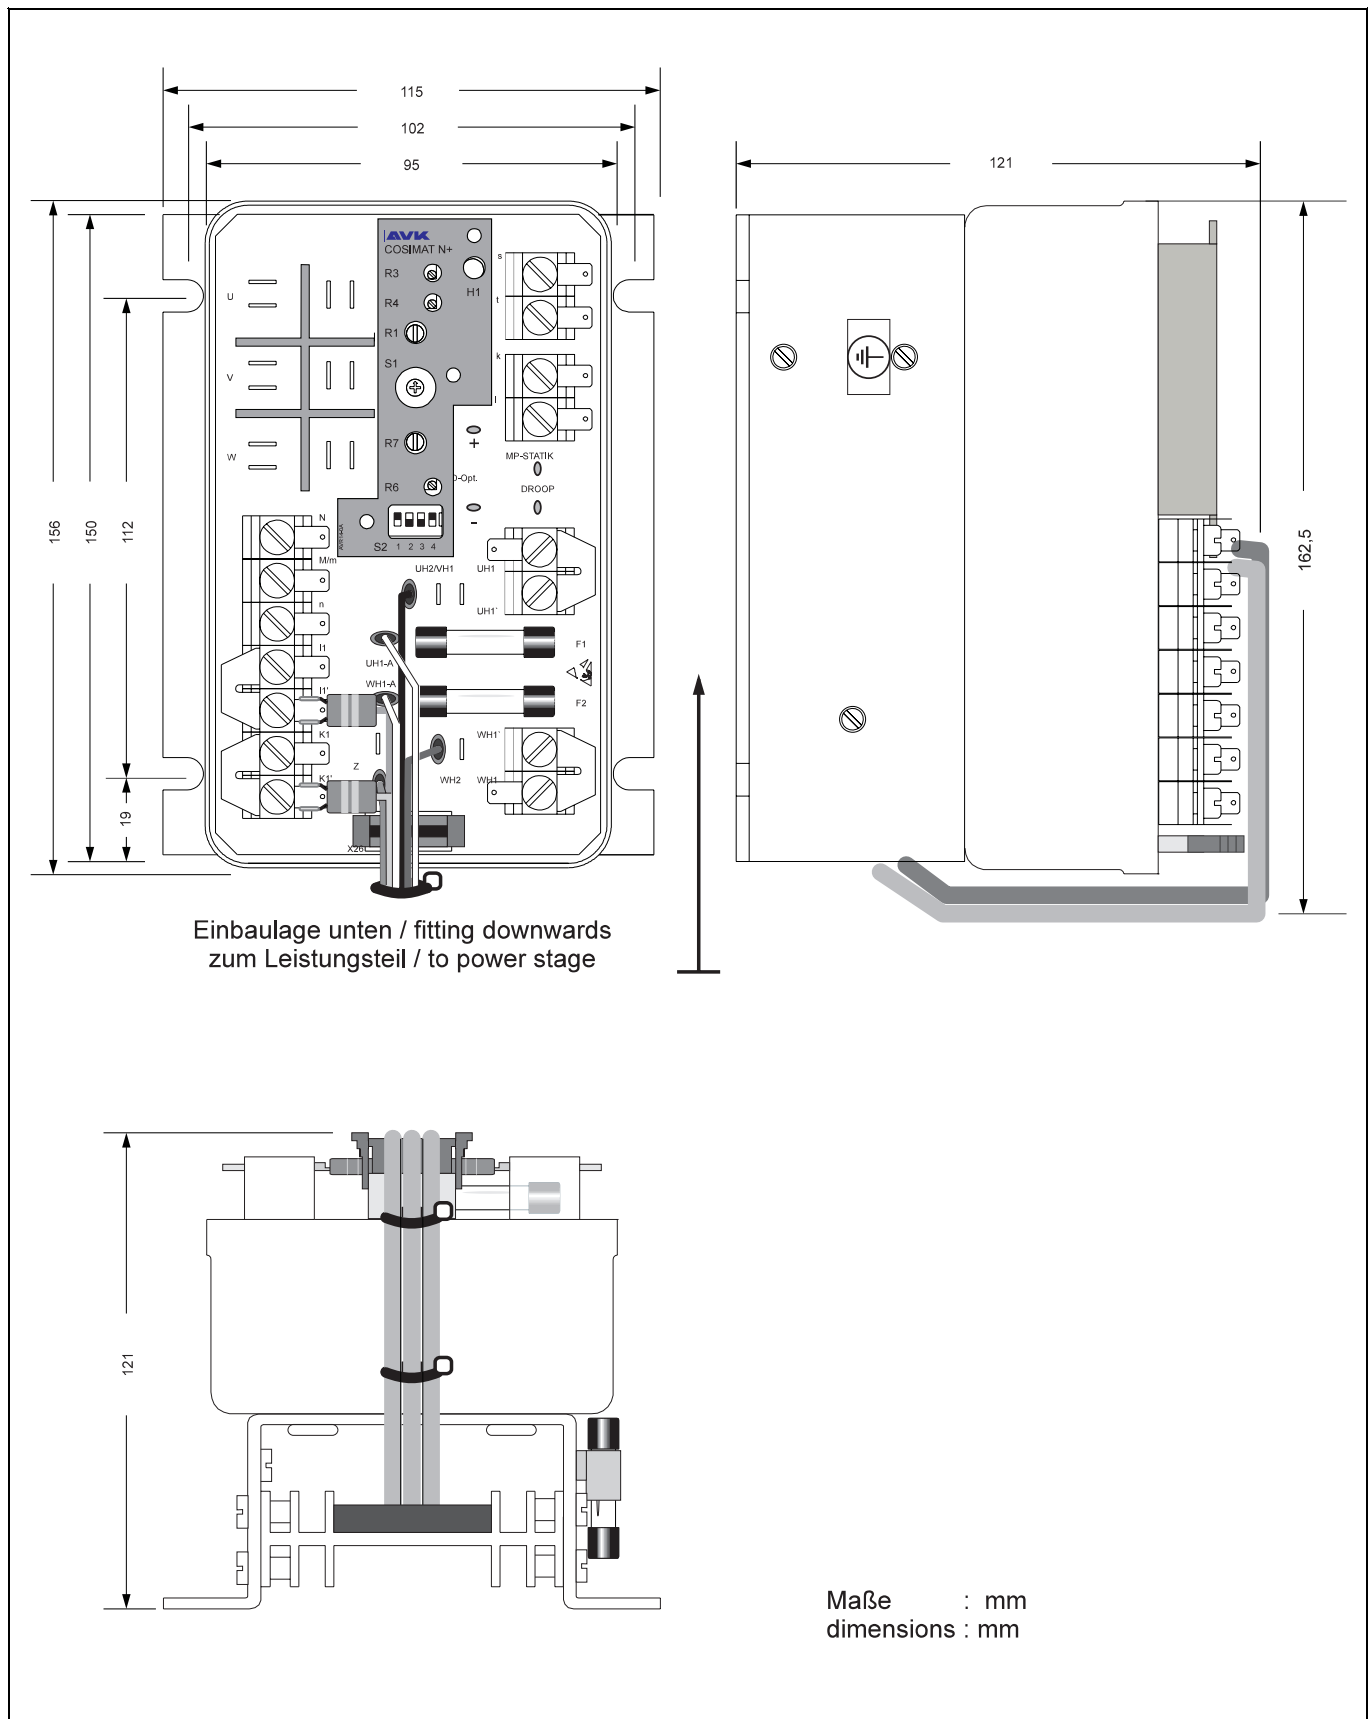 115
102
95
121
156
150
112
19
162,5
AVK
COSIMAT N+
R3
R4
H1
R1
S1
R7
R6
S2 1 2 3 4
U
V
W
s
t
k
l
+
-
MP-STATIK
DROOP
-Opt.
N
M/m
n
I1
I1'
K1
K1'
UH2/VH1
UH1
UH1`
UH1-A
WH1-A
F1
F2
WH1`
WH1
WH2
Z
Einbaulage unten / fitting downwards
zum Leistungsteil / to power stage
121
Maße : mm
dimensions : mm